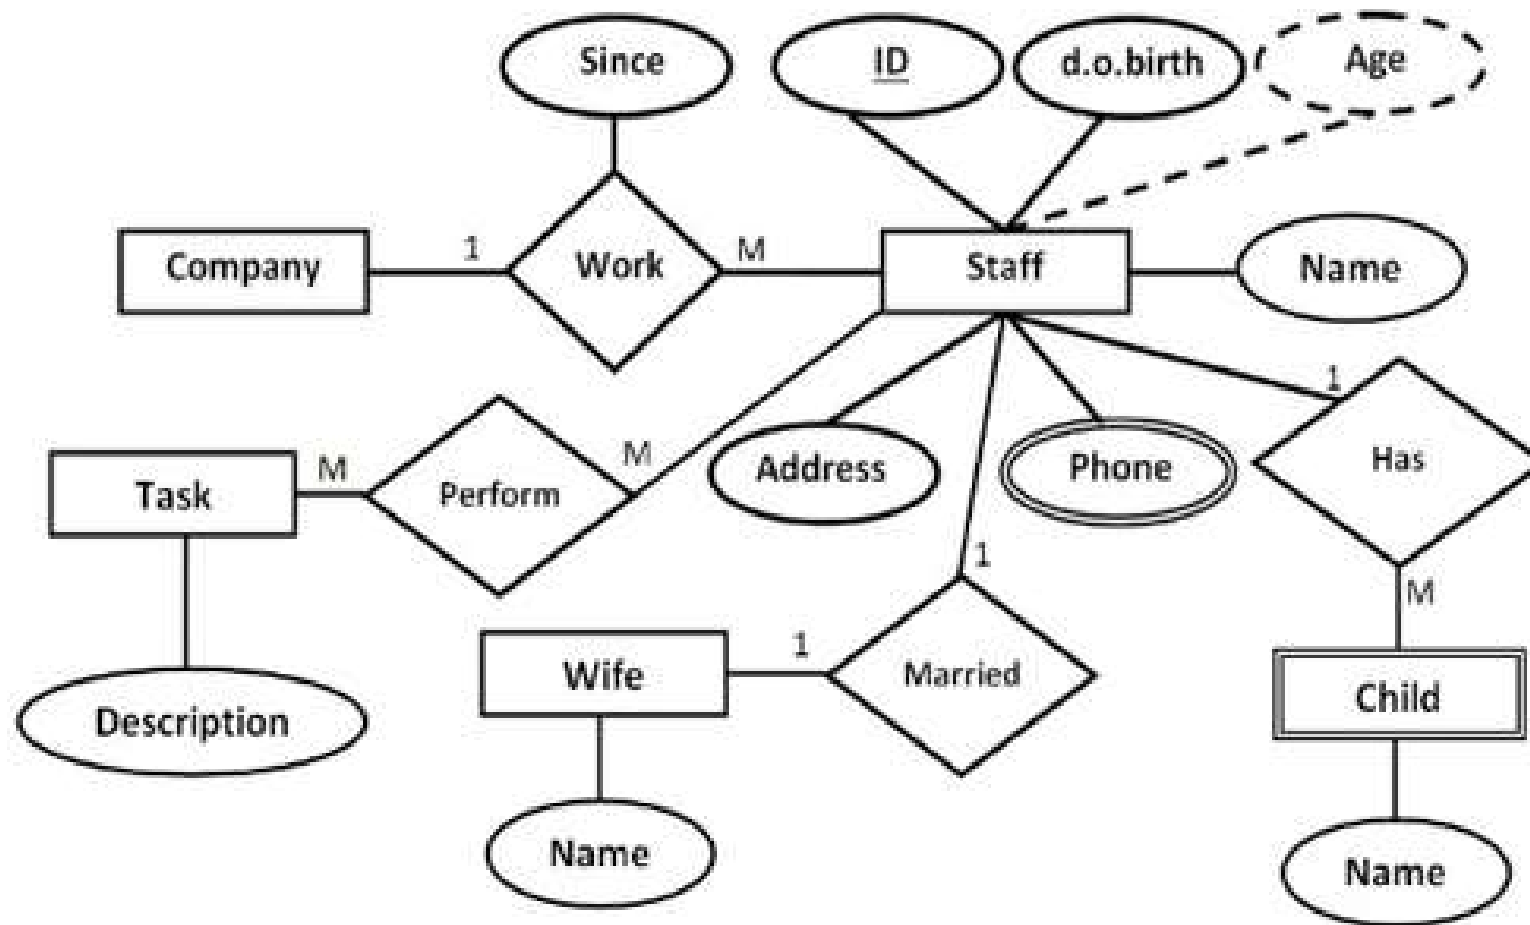 Since
ID
d.o.birth
Age
Company
1
Work
M
Staff
Name
Task
M
Perform
M
Address
Phone
1
Has
1
M
Description
Wife
1
Married
Child
Name
Name